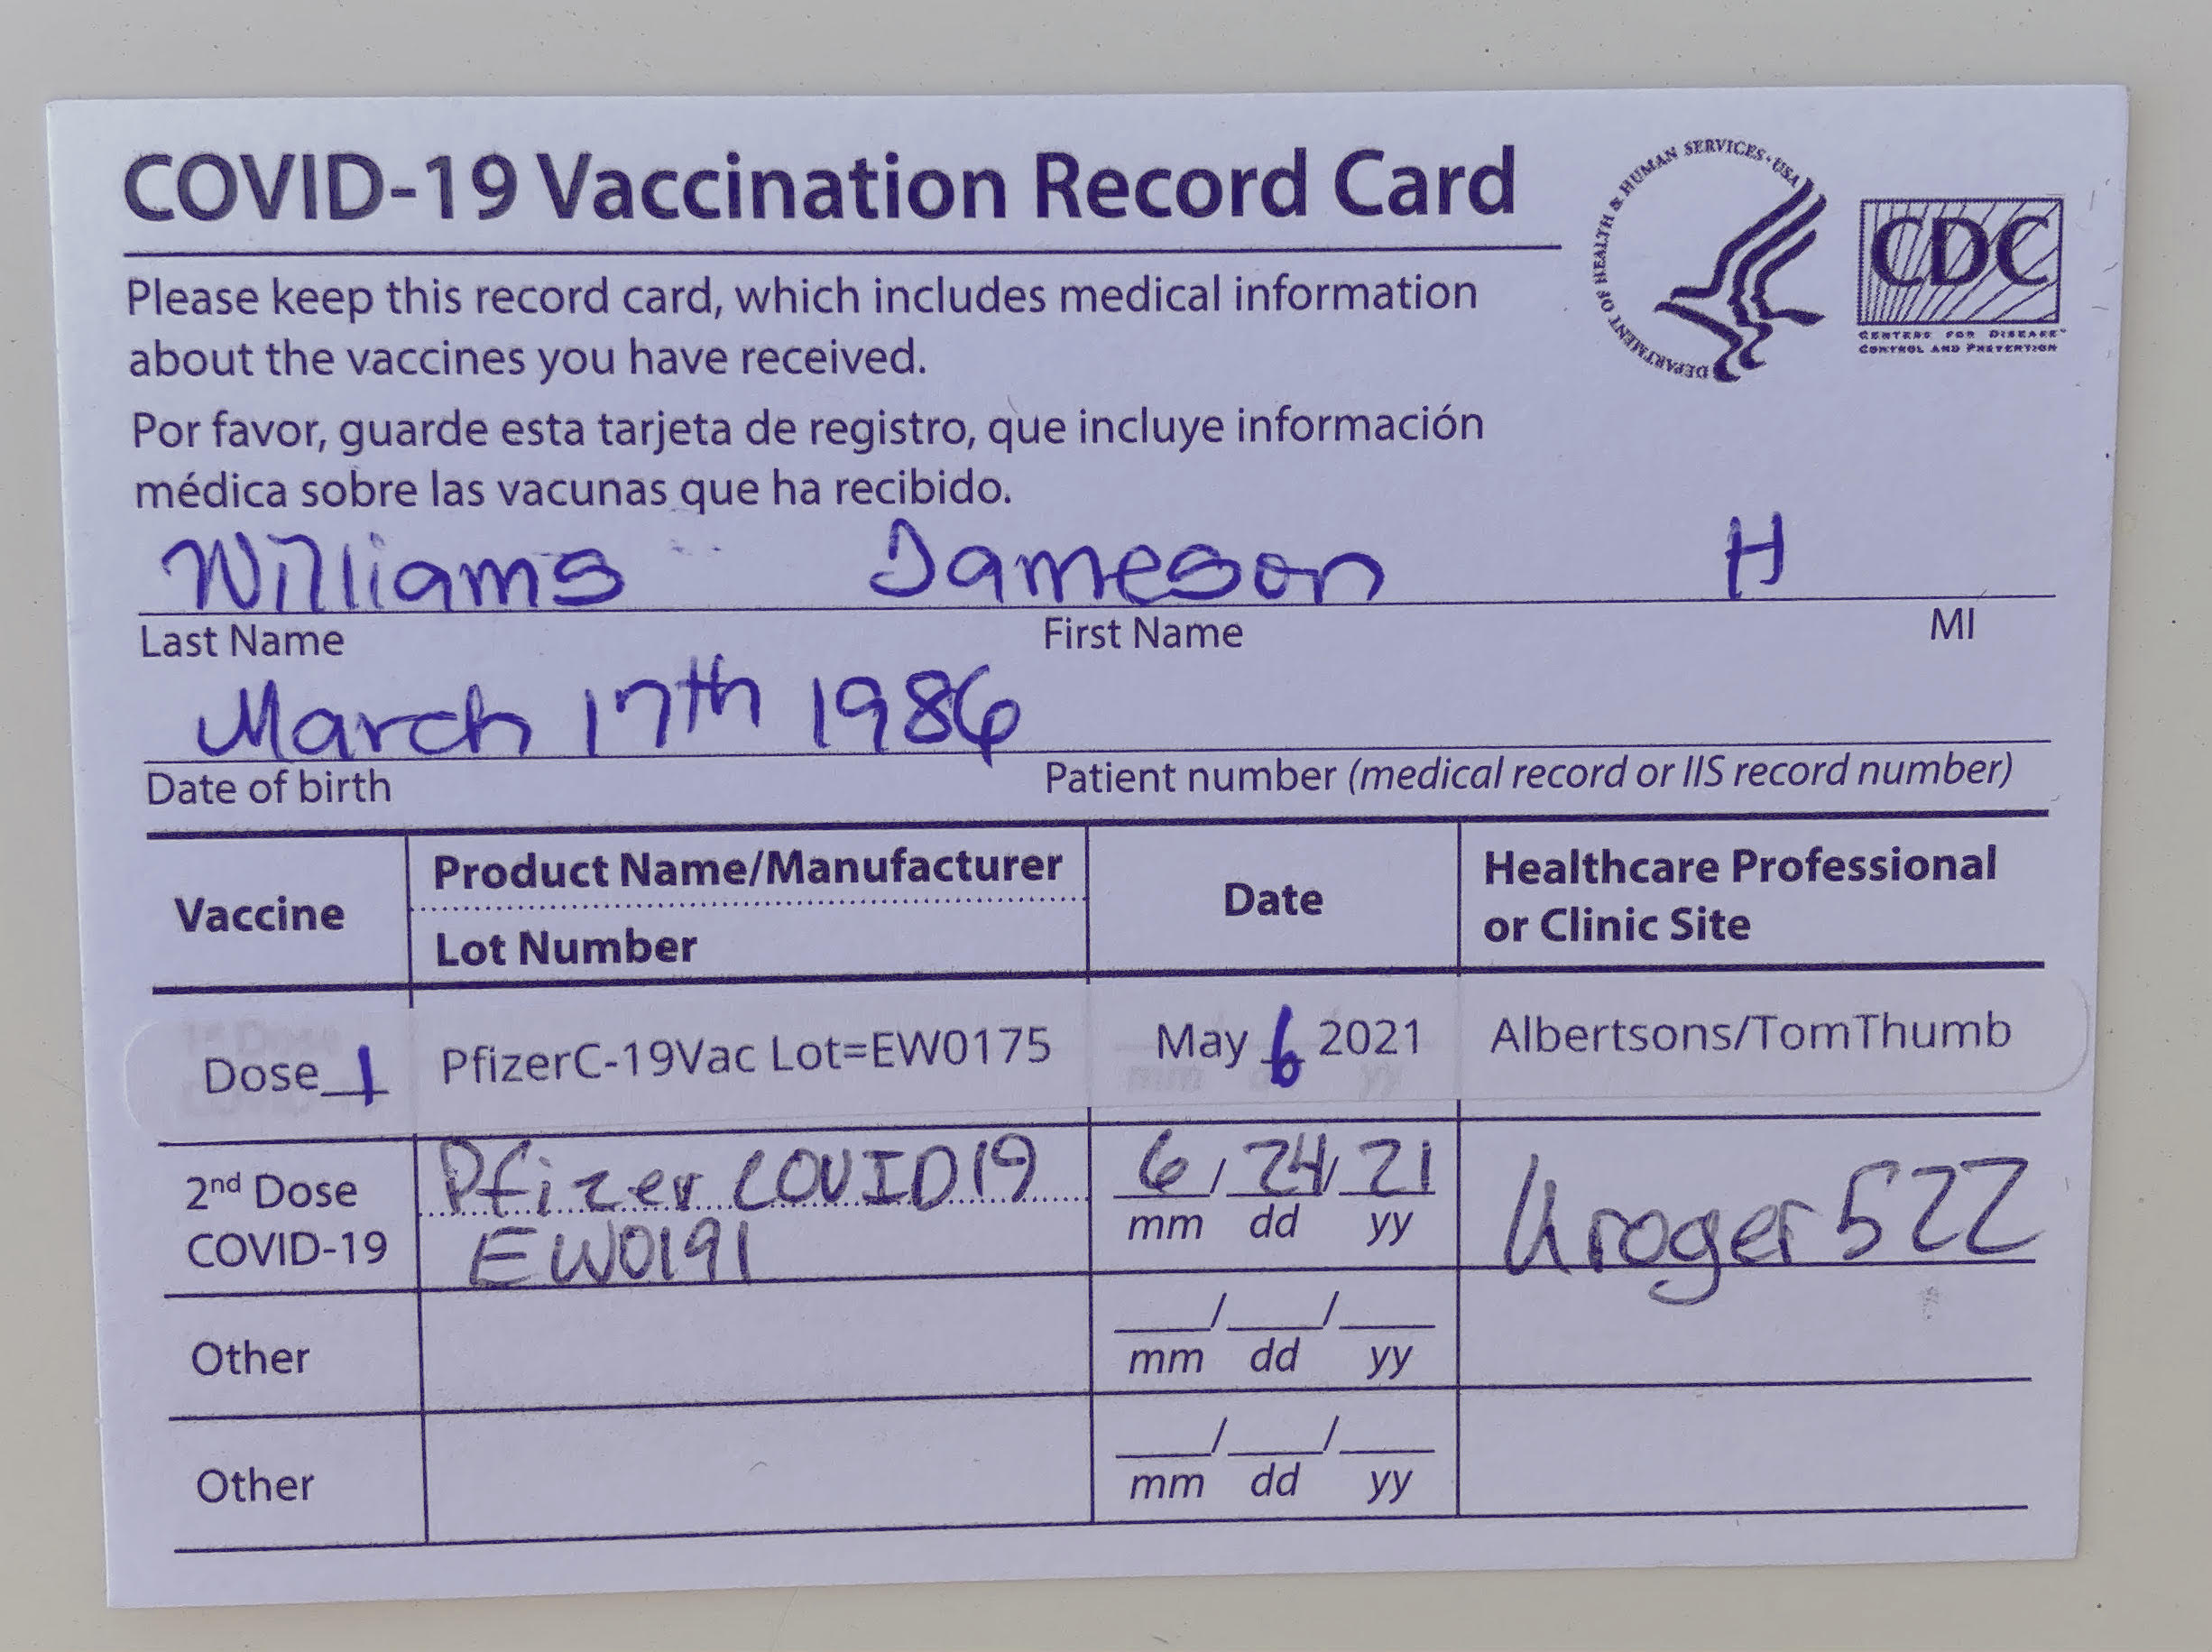 COVID-19 Vaccination Record Card
DEPARTMENT OF HEALTH & HUMAN SERVICES • USA
CDC
CENTERS FOR DISEASE™
CONTROL AND PREVENTION
Please keep this record card, which includes medical information
about the vaccines you have received.
Por favor, guarde esta tarjeta de registro, que incluye información
médica sobre las vacunas que ha recibido.
Williams Jameson H
Last Name First Name MI
March 17th 1986
Date of birth Patient number (medical record or IIS record number)
Vaccine Product Name/Manufacturer Date Healthcare Professional
Lot Number or Clinic Site
Dose 1 PfizerC-19Vac Lot=EW0175 May 6 2021 Albertsons/TomThumb
2nd Dose Pfizer COVID19 6/24/21 Kroger 522
COVID-19 EW0191 mm dd yy
Other / /
mm dd yy
Other / /
mm dd yy